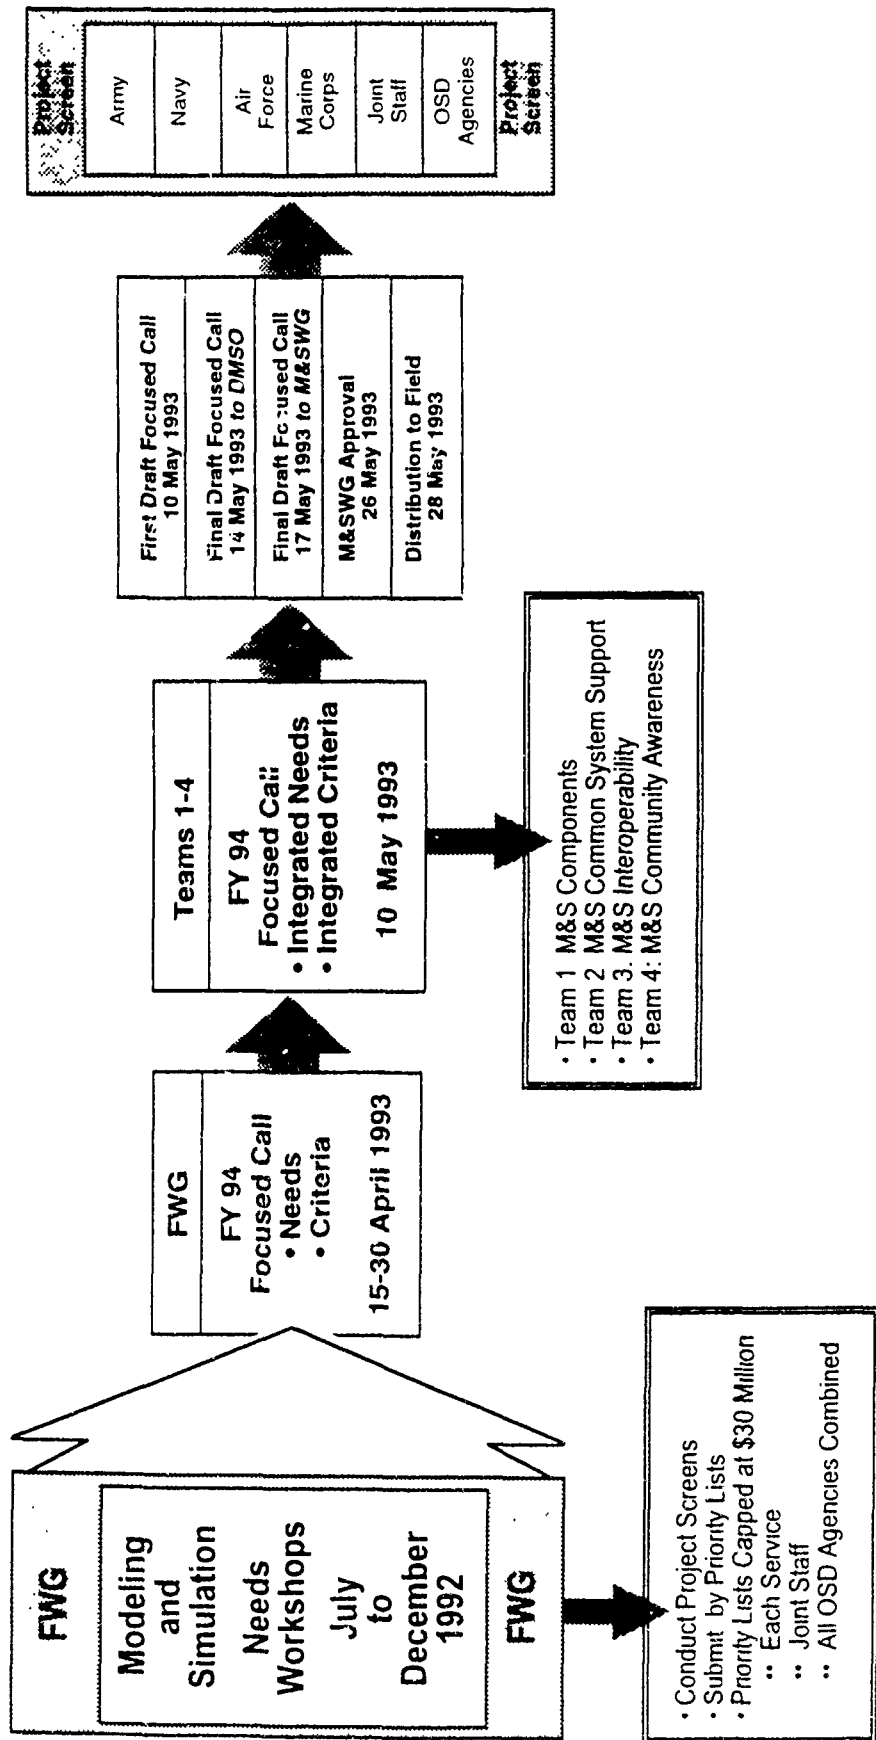 FWG
Modeling
and
Simulation
Needs
Workshops
July
to
December
1992
FWG
• Conduct Project Screens
• Submit by Priority Lists
• Priority Lists Capped at $30 Million
•• Each Service
•• Joint Staff
•• All OSD Agencies Combined
FWG
FY 94
Focused Call
• Needs
• Criteria
15-30 April 1993
Teams 1-4
FY 94
Focused Call
• Integrated Needs
• Integrated Criteria
10 May 1993
• Team 1 M&S Components
• Team 2 M&S Common System Support
• Team 3. M&S Interoperability
• Team 4: M&S Community Awareness
First Draft Focused Call
10 May 1993
Final Draft Focused Call
14 May 1993 to DMSO
Final Draft Focused Call
17 May 1993 to M&SWG
M&SWG Approval
26 May 1993
Distribution to Field
28 May 1993
Project
Screen
Army
Navy
Air
Force
Marine
Corps
Joint
Staff
OSD
Agencies
Project
Screen